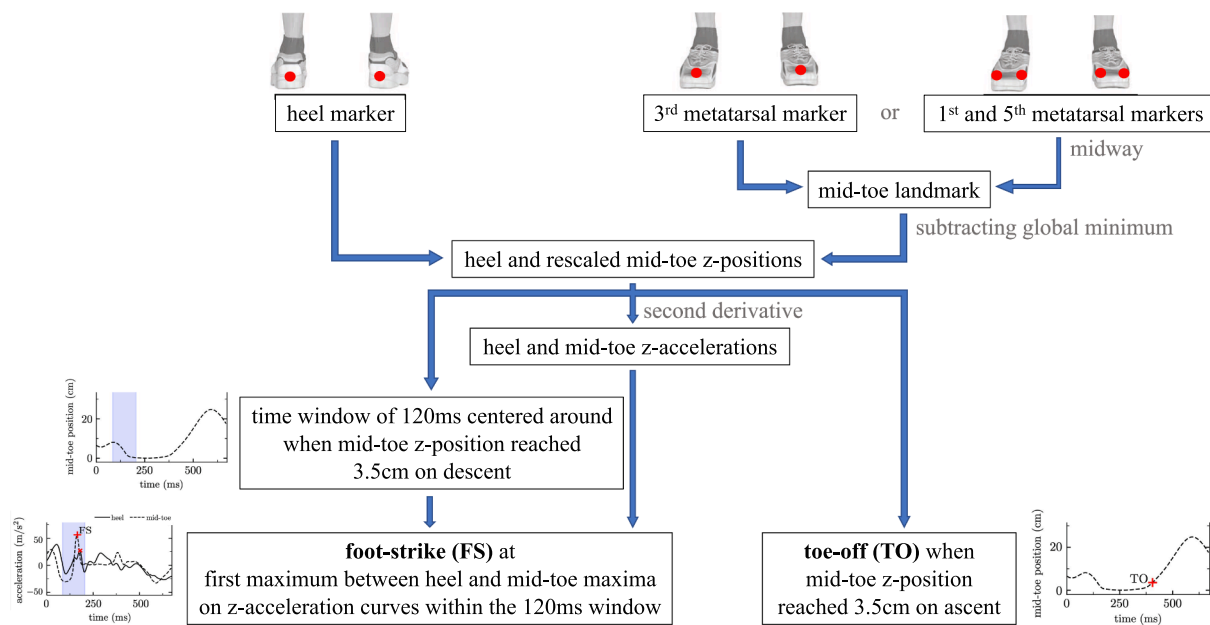 heel marker
3rd metatarsal marker
or
1st and 5th metatarsal markers
midway
mid-toe landmark
subtracting global minimum
heel and rescaled mid-toe z-positions
second derivative
heel and mid-toe z-accelerations
mid-toe position (cm)
20
0
0
250
500
time (ms)
time window of 120ms centered around
when mid-toe z-position reached
3.5cm on descent
heel
mid-toe
FS
acceleration (m/s²)
50
0
−50
0
250
500
time (ms)
foot-strike (FS) at
first maximum between heel and mid-toe maxima
on z-acceleration curves within the 120ms window
toe-off (TO) when
mid-toe z-position
reached 3.5cm on ascent
mid-toe position (cm)
20
0
TO
0
250
500
time (ms)